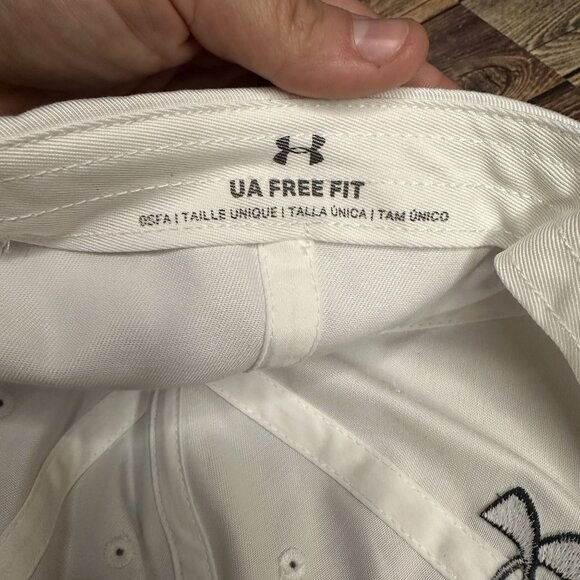 UA FREE FIT
OSFA | TAILLE UNIQUE | TALLA ÚNICA | TAM ÚNICO